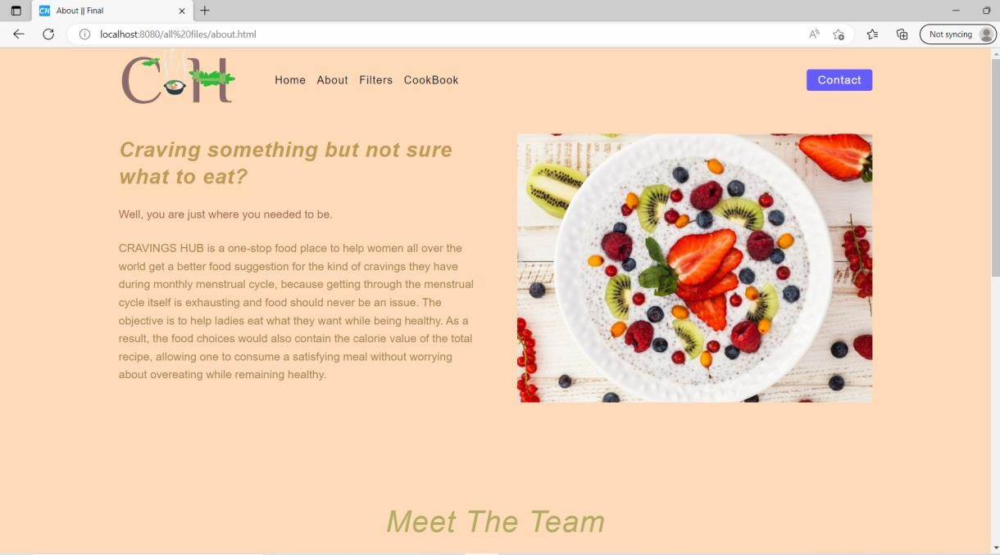 CH About || Final
localhost:8080/all%20files/about.html
Not syncing
CH
Home About Filters CookBook
Contact
Craving something but not sure
what to eat?
Well, you are just where you needed to be.
CRAVINGS HUB is a one-stop food place to help women all over the
world get a better food suggestion for the kind of cravings they have
during monthly menstrual cycle, because getting through the menstrual
cycle itself is exhausting and food should never be an issue. The
objective is to help ladies eat what they want while being healthy. As a
result, the food choices would also contain the calorie value of the total
recipe, allowing one to consume a satisfying meal without worrying
about overeating while remaining healthy.
Meet The Team